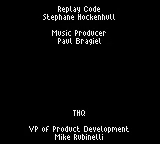 Replay Code
Stephane Hockenhull
Music Producer
Paul Bragiel
THQ
VP of Product Development
Mike Rubinelli